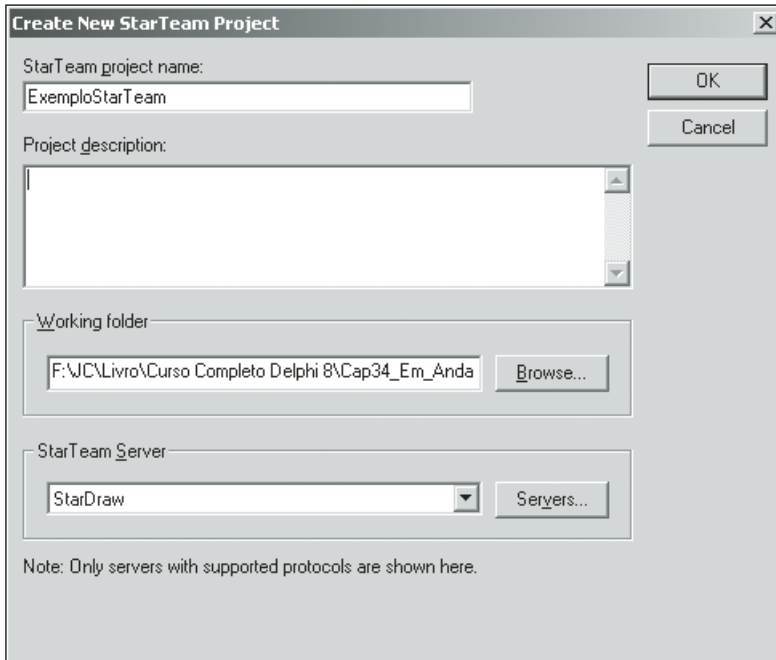 Create New StarTeam Project
StarTeam project name:
ExemploStarTeam
OK
Cancel
Project description:
Working folder
F:\JC\Livro\Curso Completo Delphi 8\Cap34_Em_Anda
Browse...
StarTeam Server
StarDraw
Servers...
Note: Only servers with supported protocols are shown here.